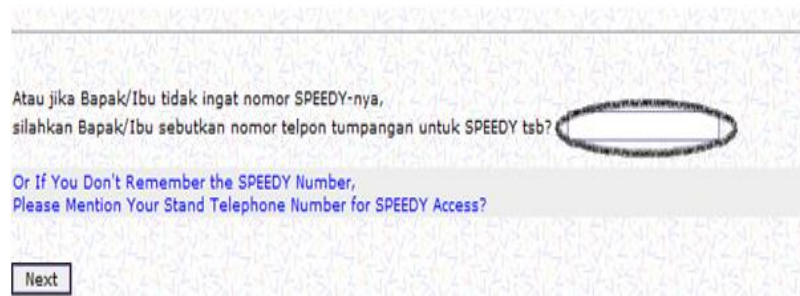 Atau jika Bapak/Ibu tidak ingat nomor SPEEDY-nya,
silahkan Bapak/Ibu sebutkan nomor telpon tumpangan untuk SPEEDY tsb?
Or If You Don't Remember the SPEEDY Number,
Please Mention Your Stand Telephone Number for SPEEDY Access?
Next